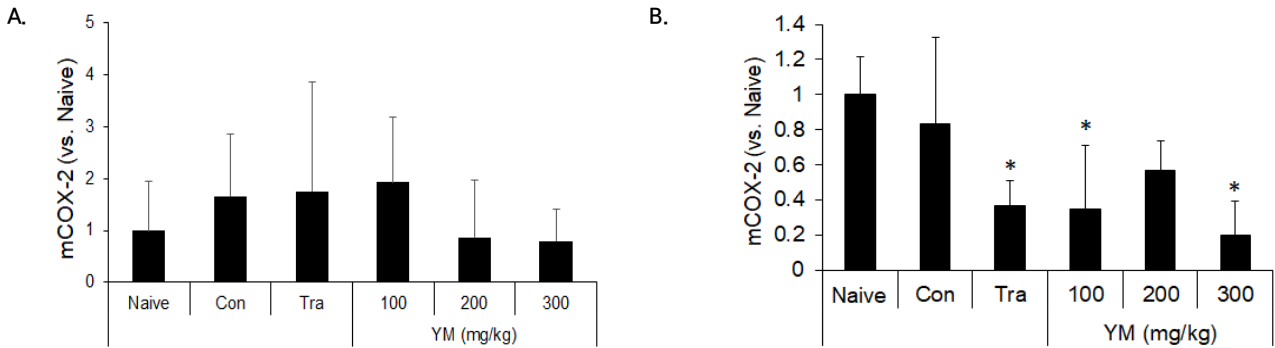 A.
mCOX-2 (vs. Naive)
5
4
3
2
1
0
Naive Con Tra 100 200 300
YM (mg/kg)
B.
mCOX-2 (vs. Naive)
1.4
1.2
1
0.8
0.6
0.4
0.2
0
*
*
*
Naive Con Tra 100 200 300
YM (mg/kg)